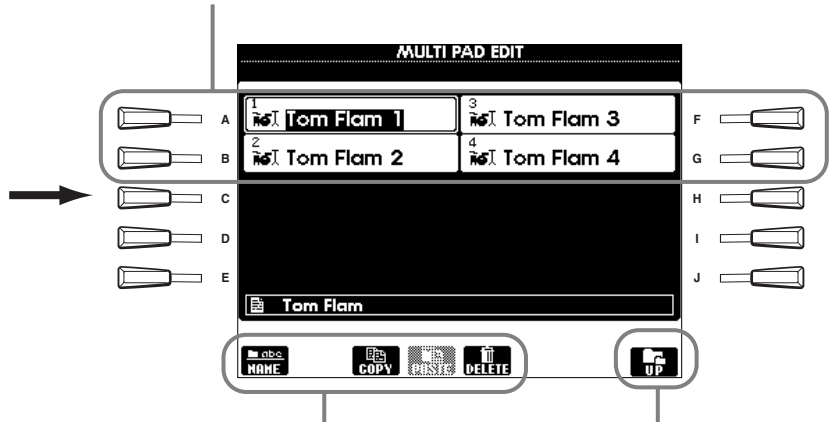 MULTI PAD EDIT
1 Tom Flam 1
3 Tom Flam 3
2 Tom Flam 2
4 Tom Flam 4
A
F
B
G
C
H
D
I
E
J
Tom Flam
abc
NAME
COPY
PASTE
DELETE
UP